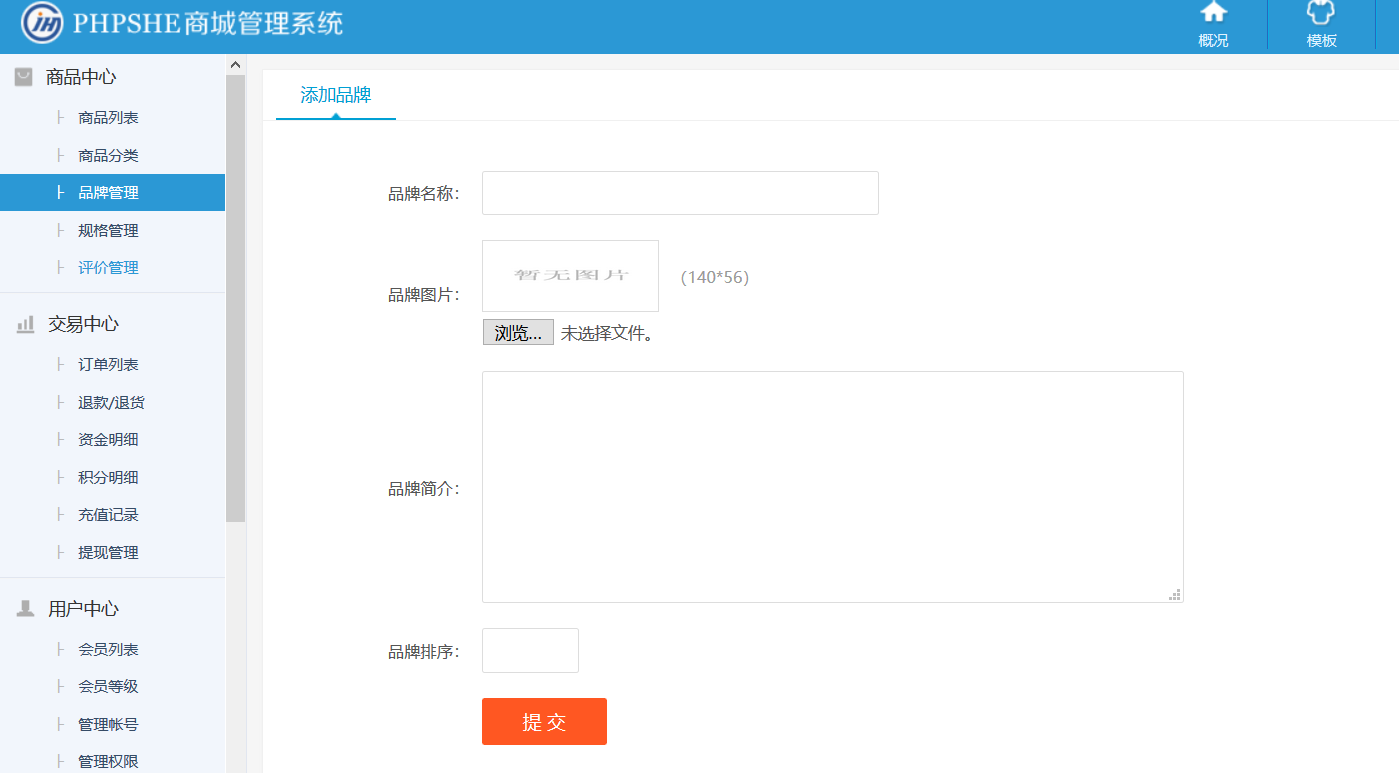 PHPSHE商城管理系统
概况
模板
商品中心
├ 商品列表
├ 商品分类
├ 品牌管理
├ 规格管理
├ 评价管理
交易中心
├ 订单列表
├ 退款/退货
├ 资金明细
├ 积分明细
├ 充值记录
├ 提现管理
用户中心
├ 会员列表
├ 会员等级
├ 管理帐号
├ 管理权限
添加品牌
品牌名称：
品牌图片：
暂无图片
(140*56)
浏览... 未选择文件。
品牌简介：
品牌排序：
提 交